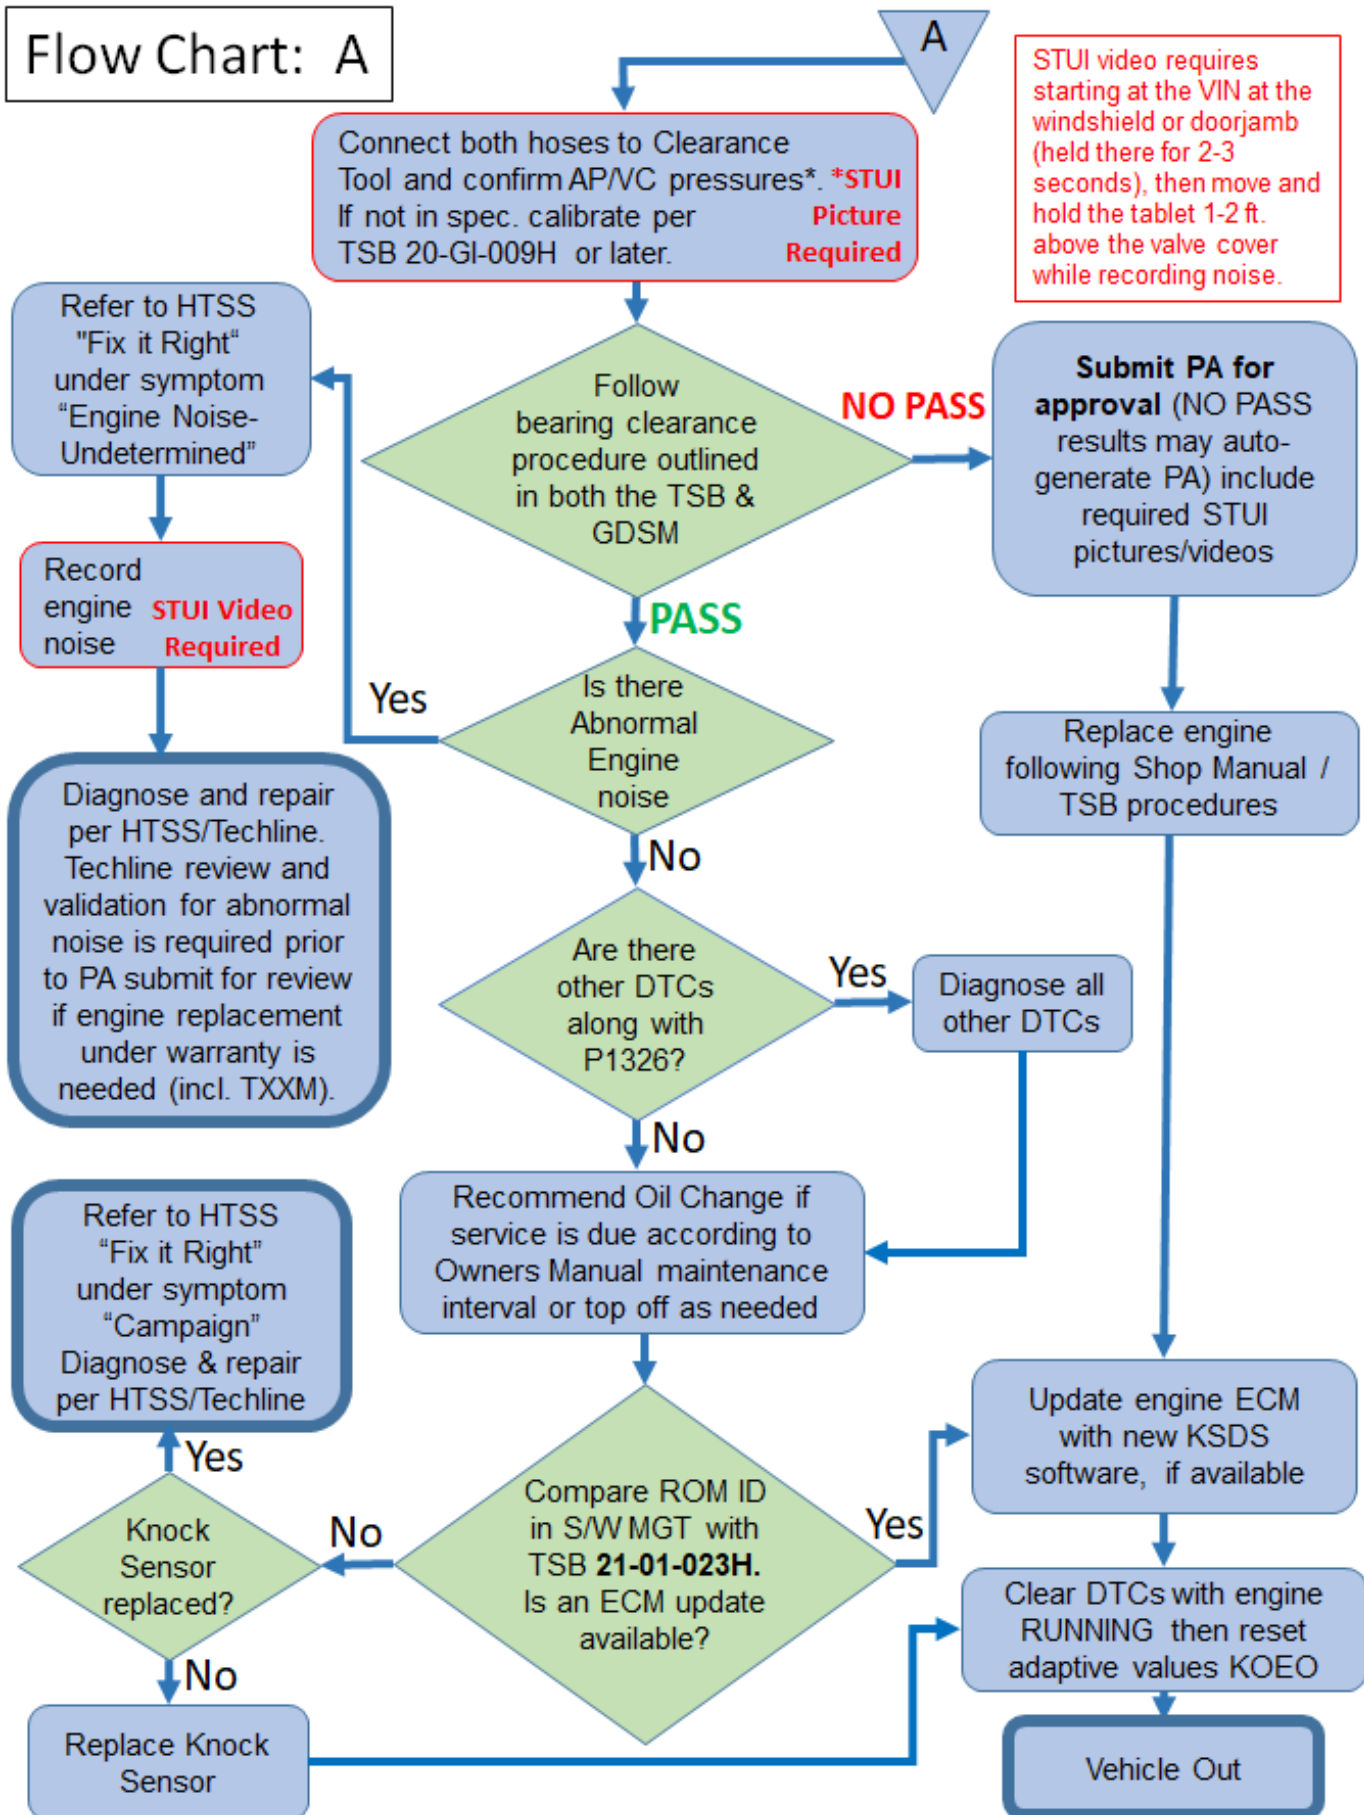 Flow Chart: A
A
STUI video requires
starting at the VIN at the
windshield or doorjamb
(held there for 2-3
seconds), then move and
hold the tablet 1-2 ft.
above the valve cover
while recording noise.
Connect both hoses to Clearance
Tool and confirm AP/VC pressures*. *STUI
If not in spec. calibrate per Picture
TSB 20-GI-009H or later. Required
Refer to HTSS
"Fix it Right“
under symptom
“Engine Noise-
Undetermined”
Follow
bearing clearance
procedure outlined
in both the TSB &
GDSM
NO PASS
Submit PA for
approval (NO PASS
results may auto-
generate PA) include
required STUI
pictures/videos
Record
engine STUI Video
noise Required
PASS
Is there
Abnormal
Engine
noise
Yes
Replace engine
following Shop Manual /
TSB procedures
Diagnose and repair
per HTSS/Techline.
Techline review and
validation for abnormal
noise is required prior
to PA submit for review
if engine replacement
under warranty is
needed (incl. TXXM).
No
Are there
other DTCs
along with
P1326?
Yes
Diagnose all
other DTCs
No
Recommend Oil Change if
service is due according to
Owners Manual maintenance
interval or top off as needed
Refer to HTSS
“Fix it Right”
under symptom
“Campaign”
Diagnose & repair
per HTSS/Techline
Compare ROM ID
in S/W MGT with
TSB 21-01-023H.
Is an ECM update
available?
Yes
Update engine ECM
with new KSDS
software, if available
No
Yes
Knock
Sensor
replaced?
No
Clear DTCs with engine
RUNNING then reset
adaptive values KOEO
Replace Knock
Sensor
Vehicle Out